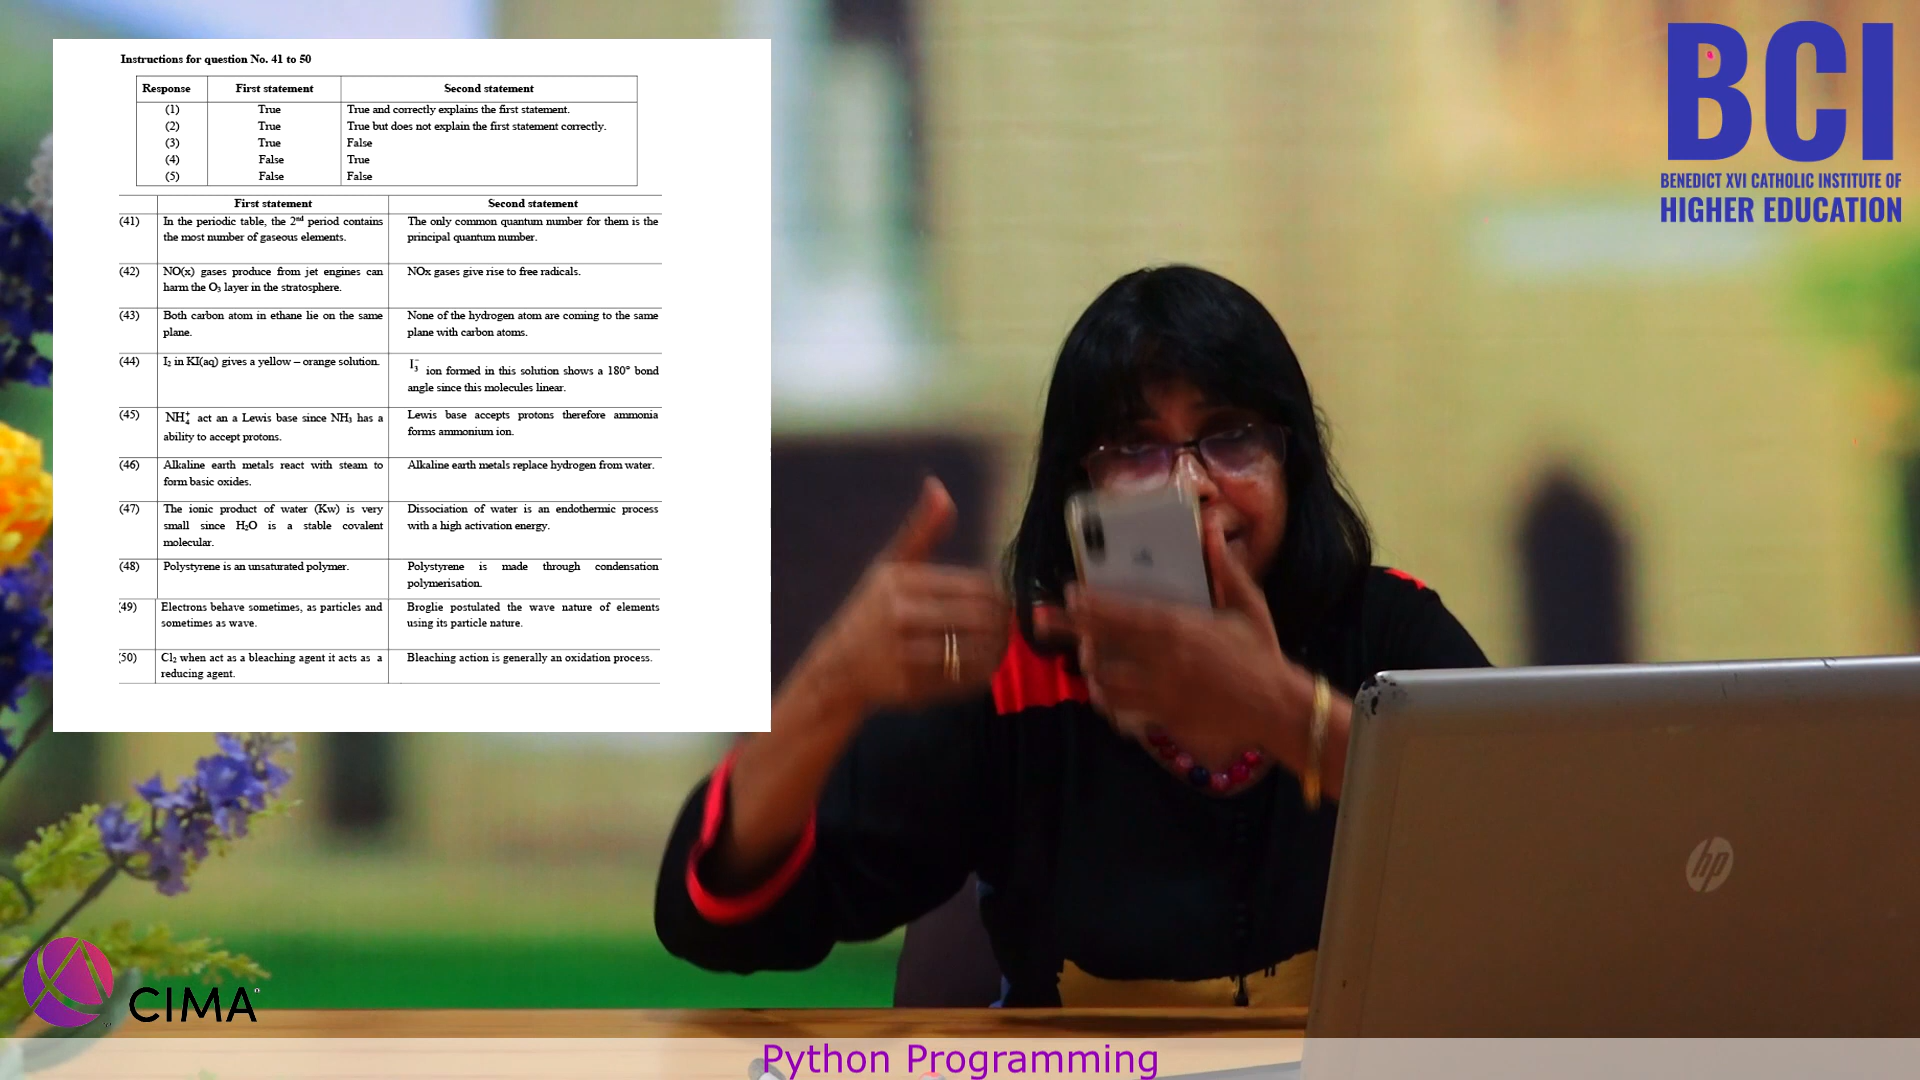 Instructions for question No. 41 to 50
Response First statement Second statement
(1) True True and correctly explains the first statement.
(2) True True but does not explain the first statement correctly.
(3) True False
(4) False True
(5) False False
First statement Second statement
(41) In the periodic table, the 2nd period contains The only common quantum number for them is the
the most number of gaseous elements. principal quantum number.
(42) NO(x) gases produce from jet engines can NOx gases give rise to free radicals.
harm the O3 layer in the stratosphere.
(43) Both carbon atom in ethane lie on the same None of the hydrogen atom are coming to the same
plane. plane with carbon atoms.
(44) I2 in KI(aq) gives a yellow – orange solution. I3− ion formed in this solution shows a 180° bond
angle since this molecules linear.
(45) NH4+ act an a Lewis base since NH3 has a Lewis base accepts protons therefore ammonia
ability to accept protons. forms ammonium ion.
(46) Alkaline earth metals react with steam to Alkaline earth metals replace hydrogen from water.
form basic oxides.
(47) The ionic product of water (Kw) is very Dissociation of water is an endothermic process
small since H2O is a stable covalent with a high activation energy.
molecular.
(48) Polystyrene is an unsaturated polymer. Polystyrene is made through condensation
polymerisation.
(49) Electrons behave sometimes, as particles and Broglie postulated the wave nature of elements
sometimes as wave. using its particle nature.
(50) Cl2 when act as a bleaching agent it acts as a Bleaching action is generally an oxidation process.
reducing agent.
BCI
BENEDICT XVI CATHOLIC INSTITUTE OF
HIGHER EDUCATION
hp
CIMA
Python Programming